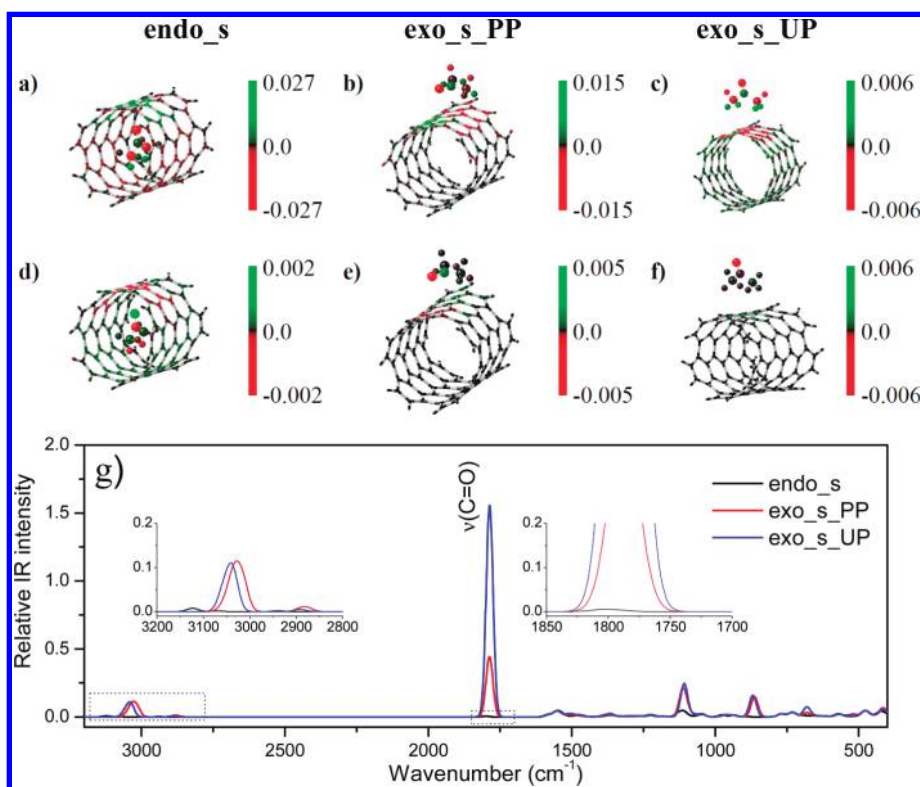 endo_s exo_s_PP exo_s_UP
a) 0.027 b) 0.015 c) 0.006
0.0 0.0 0.0
-0.027 -0.015 -0.006
d) 0.002 e) 0.005 f) 0.006
0.0 0.0 0.0
-0.002 -0.005 -0.006
g)
Relative IR intensity
2.0
1.5
1.0
0.5
0.0
ν(C=O)
endo_s
exo_s_PP
exo_s_UP
0.2
0.1
0.0
3200 3100 3000 2900 2800
0.2
0.1
0.0
1850 1800 1750 1700
3000 2500 2000 1500 1000 500
Wavenumber (cm⁻¹)